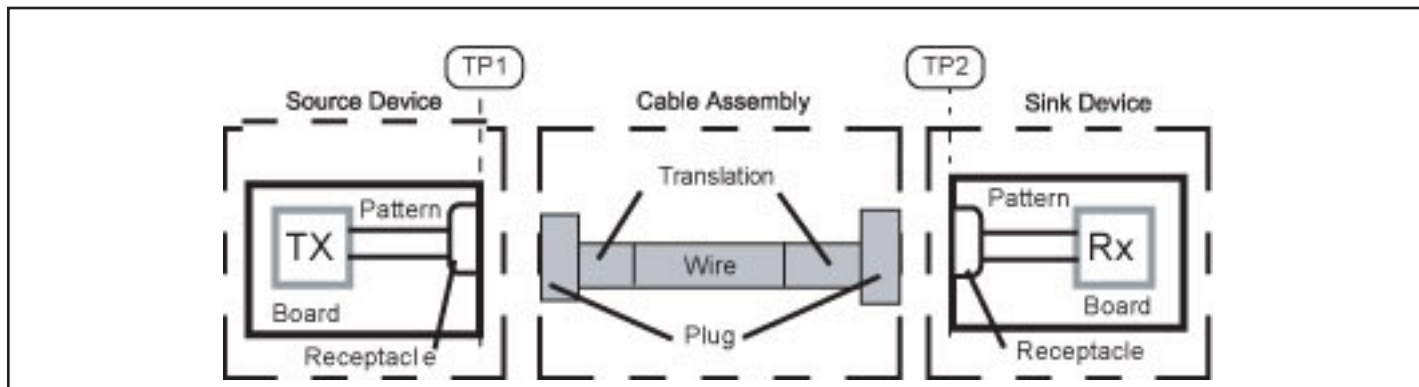 TP1
TP2
Source Device
Cable Assembly
Sink Device
Translation
Pattern
Pattern
TX
Wire
Rx
Board
Board
Plug
Receptacle
Receptacle